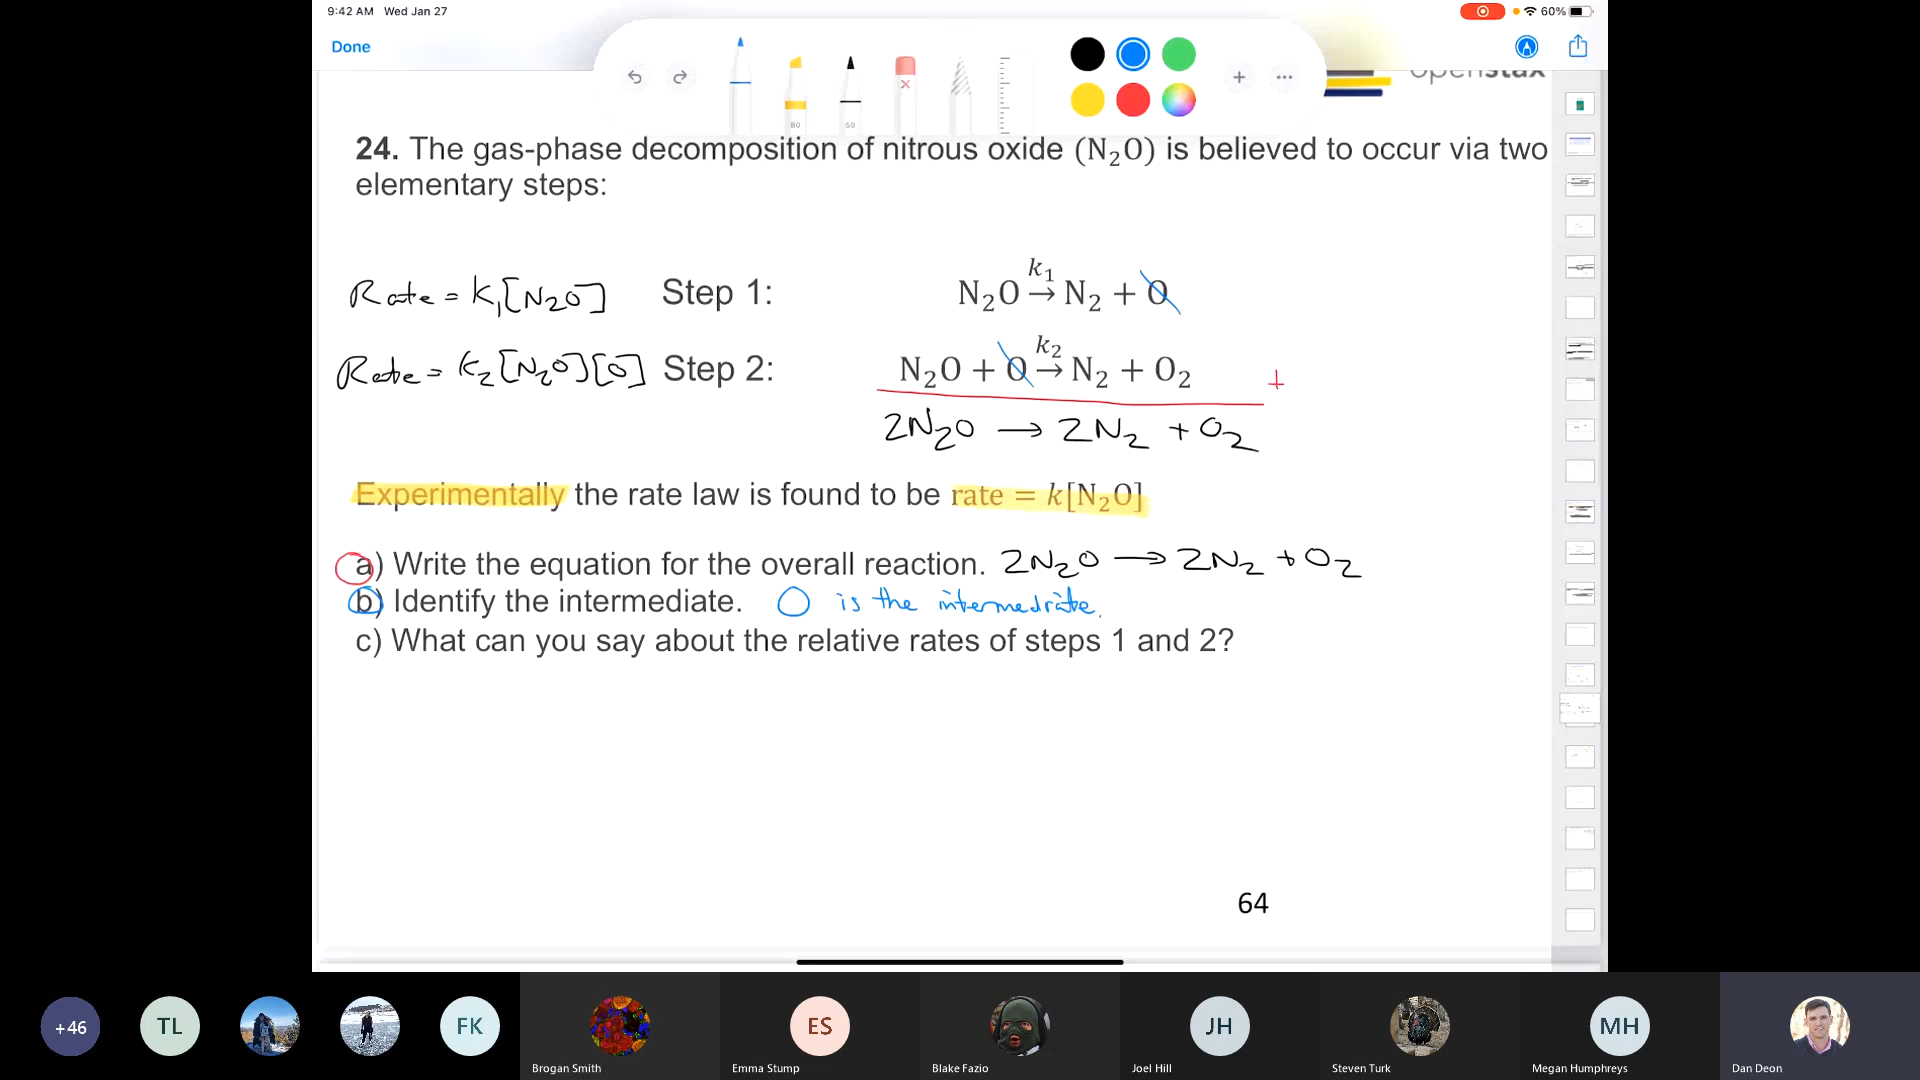 9:42 AM Wed Jan 27
60%
Done
openstax
80
60
24. The gas-phase decomposition of nitrous oxide (N₂O) is believed to occur via two
elementary steps:
Rate = k₁[N₂O] Step 1: N₂O →k₁ N₂ + O
Rate = k₂[N₂O][O] Step 2: N₂O + O →k₂ N₂ + O₂ +
2N₂O → 2N₂ + O₂
Experimentally the rate law is found to be rate = k[N₂O]
a) Write the equation for the overall reaction. 2N₂O → 2N₂ + O₂
b) Identify the intermediate. O is the intermediate.
c) What can you say about the relative rates of steps 1 and 2?
64
+46 TL FK ES JH MH
Brogan Smith Emma Stump Blake Fazio Joel Hill Steven Turk Megan Humphreys Dan Deon